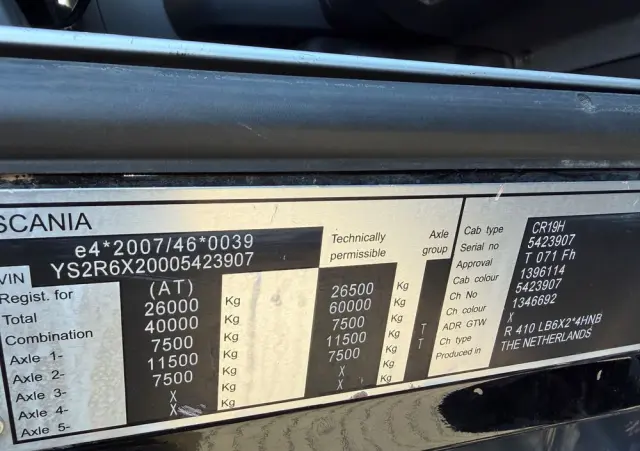 SCANIA
e4*2007/46*0039
VIN YS2R6X20005423907
Technically permissible Axle group
Regist. for (AT)
Total 26000 Kg 26500 Kg
Combination 40000 Kg 60000 Kg
Axle 1- 7500 Kg 7500 Kg
Axle 2- 11500 Kg 11500 Kg T
Axle 3- 7500 Kg 7500 Kg T
Axle 4- X Kg X Kg
Axle 5- X Kg X Kg
Cab type CR19H
Serial no 5423907
Approval T 071 Fh
Cab colour 1396114
Ch No 5423907
Ch colour 1346692
ADR GTW X
Ch type R 410 LB6X2*4HNB
Produced in THE NETHERLANDS